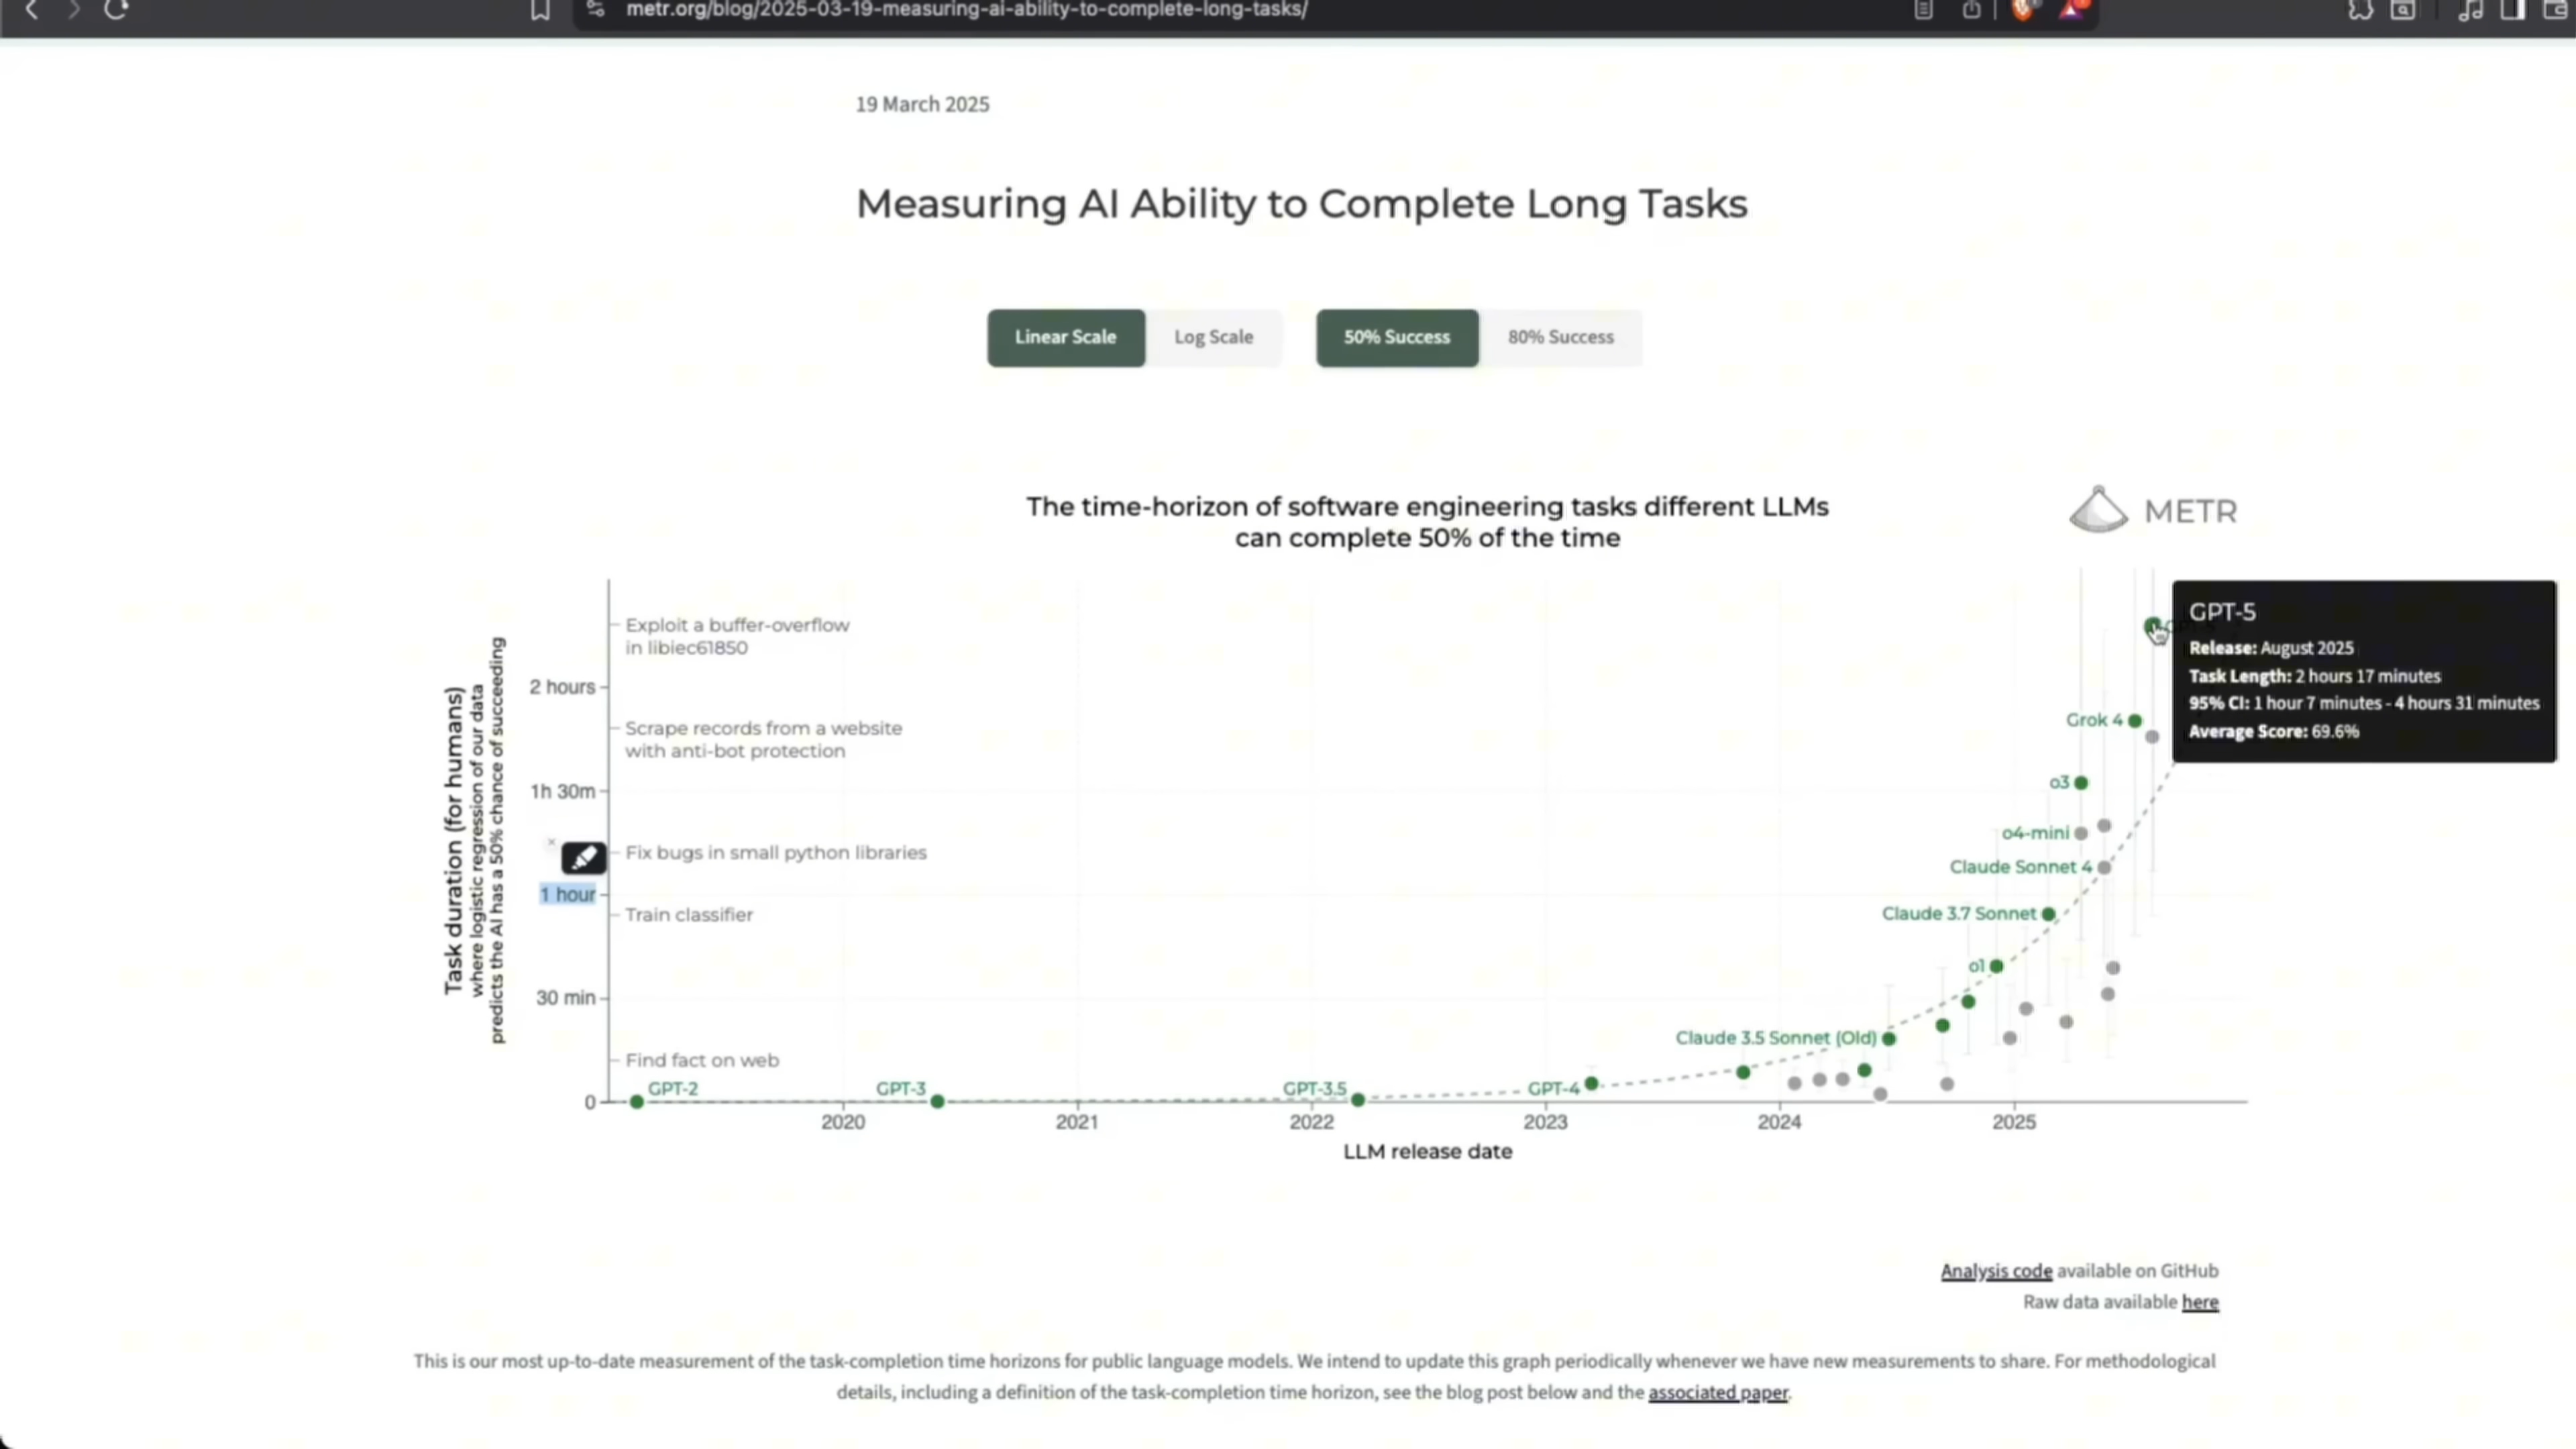 metr.org/blog/2025-03-19-measuring-ai-ability-to-complete-long-tasks/
19 March 2025
Measuring AI Ability to Complete Long Tasks
Linear Scale
Log Scale
50% Success
80% Success
The time-horizon of software engineering tasks different LLMs
can complete 50% of the time
METR
Task duration (for humans)
where logistic regression of our data
predicts the AI has a 50% chance of succeeding
2 hours
1h 30m
1 hour
30 min
0
Exploit a buffer-overflow
in libiec61850
Scrape records from a website
with anti-bot protection
Fix bugs in small python libraries
Train classifier
Find fact on web
GPT-2
GPT-3
GPT-3.5
GPT-4
Claude 3.5 Sonnet (Old)
o1
Claude 3.7 Sonnet
Claude Sonnet 4
o4-mini
o3
Grok 4
GPT-5
Release: August 2025
Task Length: 2 hours 17 minutes
95% CI: 1 hour 7 minutes - 4 hours 31 minutes
Average Score: 69.6%
2020
2021
2022
2023
2024
2025
LLM release date
Analysis code available on GitHub
Raw data available here
This is our most up-to-date measurement of the task-completion time horizons for public language models. We intend to update this graph periodically whenever we have new measurements to share. For methodological
details, including a definition of the task-completion time horizon, see the blog post below and the associated paper.